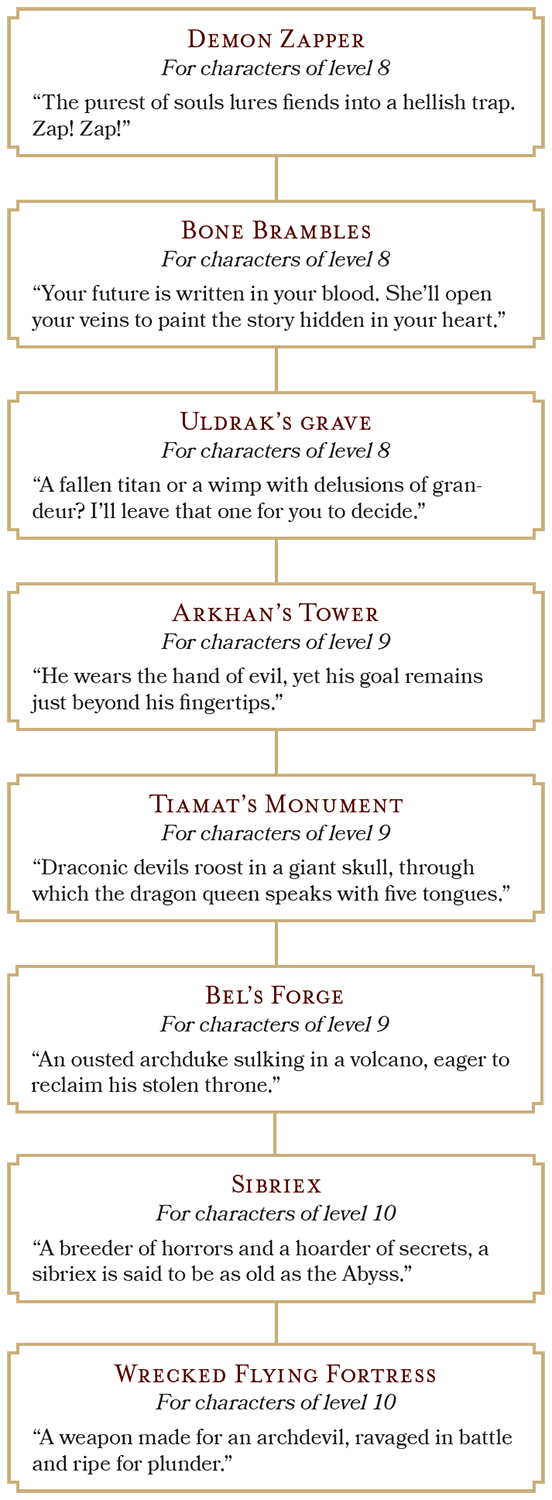 Demon Zapper
For characters of level 8
“The purest of souls lures fiends into a hellish trap.
Zap! Zap!”
Bone Brambles
For characters of level 8
“Your future is written in your blood. She’ll open
your veins to paint the story hidden in your heart.”
Uldrak’s grave
For characters of level 8
“A fallen titan or a wimp with delusions of gran-
deur? I’ll leave that one for you to decide.”
Arkhan’s Tower
For characters of level 9
“He wears the hand of evil, yet his goal remains
just beyond his fingertips.”
Tiamat’s Monument
For characters of level 9
“Draconic devils roost in a giant skull, through
which the dragon queen speaks with five tongues.”
Bel’s Forge
For characters of level 9
“An ousted archduke sulking in a volcano, eager to
reclaim his stolen throne.”
Sibriex
For characters of level 10
“A breeder of horrors and a hoarder of secrets, a
sibriex is said to be as old as the Abyss.”
Wrecked Flying Fortress
For characters of level 10
“A weapon made for an archdevil, ravaged in battle
and ripe for plunder.”